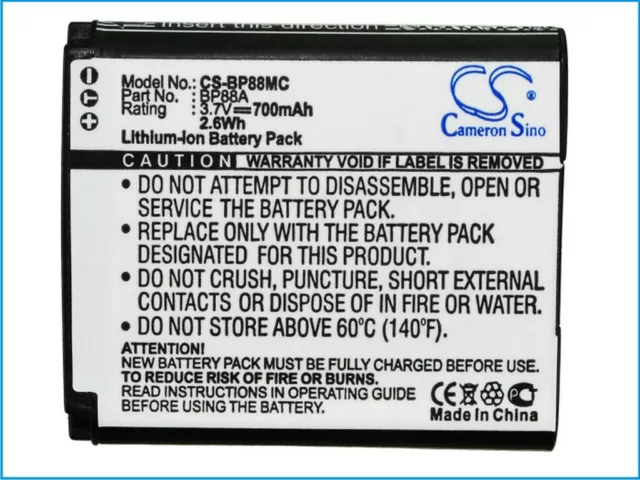 Model No.: CS-BP88MC
Part No.: BP88A
Rating: 3.7V⎓700mAh
2.6Wh
Lithium-Ion Battery Pack
CS
Cameron Sino
CAUTION WARRANTY VOID IF LABEL IS REMOVED
• DO NOT ATTEMPT TO DISASSEMBLE, OPEN OR
SERVICE THE BATTERY PACK.
• REPLACE ONLY WITH THE BATTERY
DESIGNATED FOR THIS PRODUCT.
• DO NOT CRUSH, PUNCTURE, SHORT EXTERNAL
CONTACTS OR DISPOSE OF IN FIRE OR WATER.
• DO NOT STORE ABOVE 60°C (140°F).
ATTENTION:
NEW BATTERY PACK MUST BE FULLY CHARGED BEFORE USE.
RISK OF FIRE OR BURNS.
READ INSTRUCTIONS IN OPERATING GUIDE
BEFORE CHARGING BATTERY PACK.
CE
Made In China